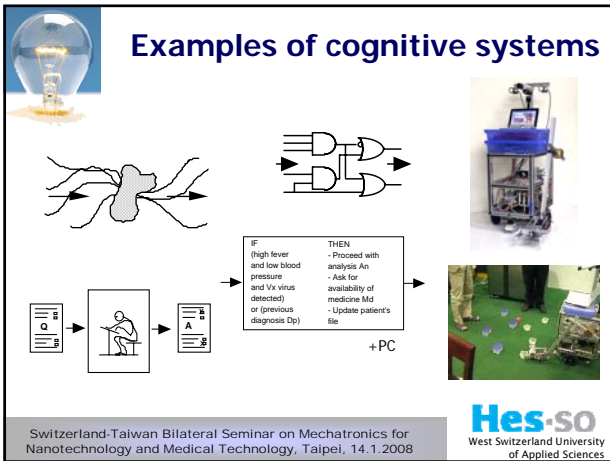 Examples of cognitive systems
IF
(high fever
and low blood
pressure
and Vx virus
detected)
or (previous
diagnosis Dp)
THEN
- Proceed with
analysis An
- Ask for
availability of
medicine Md
- Update patient's
file
+PC
Q
A
Switzerland-Taiwan Bilateral Seminar on Mechatronics for
Nanotechnology and Medical Technology, Taipei, 14.1.2008
Hes·so
West Switzerland University
of Applied Sciences